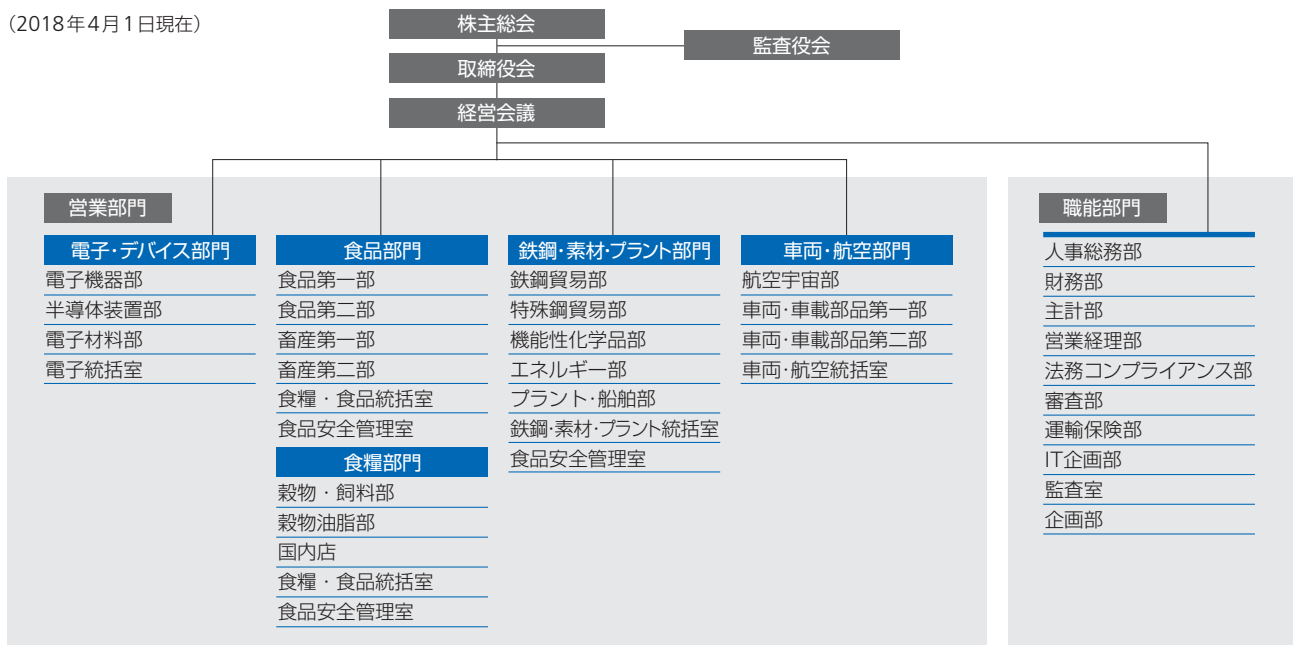 (2018年4月1日現在)
株主総会
監査役会
取締役会
経営会議
営業部門
電子・デバイス部門
電子機器部
半導体装置部
電子材料部
電子統括室
食品部門
食品第一部
食品第二部
畜産第一部
畜産第二部
食糧・食品統括室
食品安全管理室
食糧部門
穀物・飼料部
穀物油脂部
国内店
食糧・食品統括室
食品安全管理室
鉄鋼・素材・プラント部門
鉄鋼貿易部
特殊鋼貿易部
機能性化学品部
エネルギー部
プラント・船舶部
鉄鋼・素材・プラント統括室
食品安全管理室
車両・航空部門
航空宇宙部
車両・車載部品第一部
車両・車載部品第二部
車両・航空統括室
職能部門
人事総務部
財務部
主計部
営業経理部
法務コンプライアンス部
審査部
運輸保険部
IT企画部
監査室
企画部